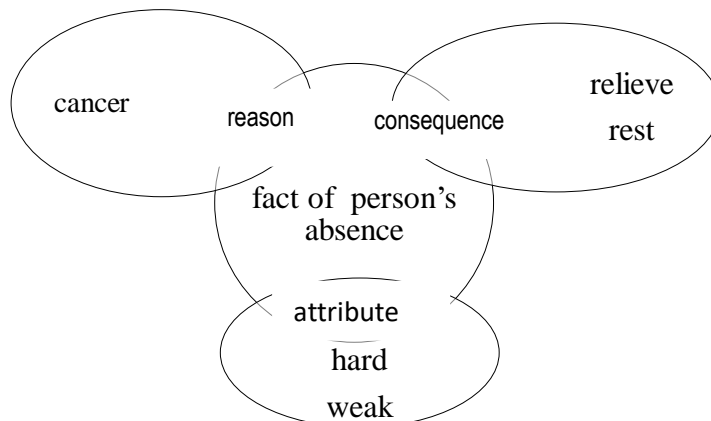 cancer
reason
consequence
relieve
rest
fact of person’s
absence
attribute
hard
weak